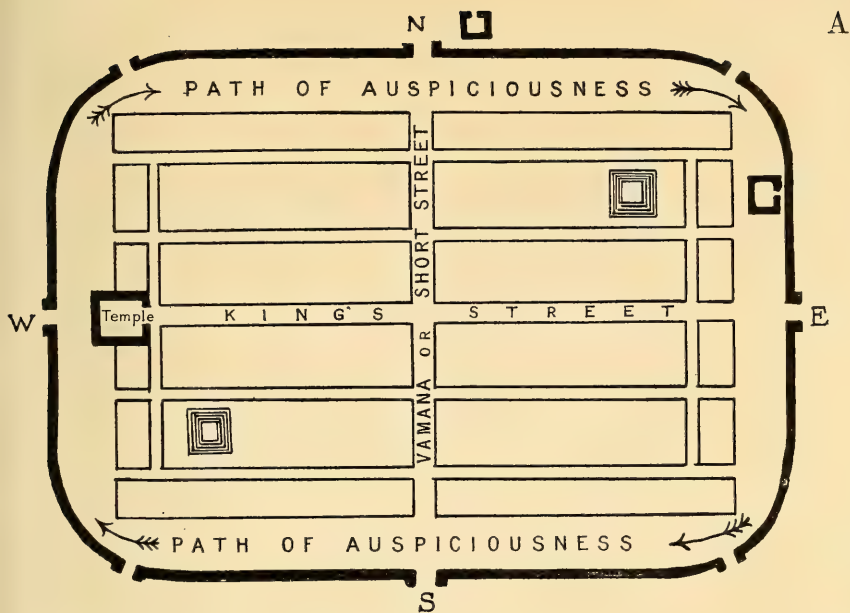 N
A
PATH OF AUSPICIOUSNESS
VAMANA OR SHORT STREET
W
Temple
KING'S STREET
E
PATH OF AUSPICIOUSNESS
S